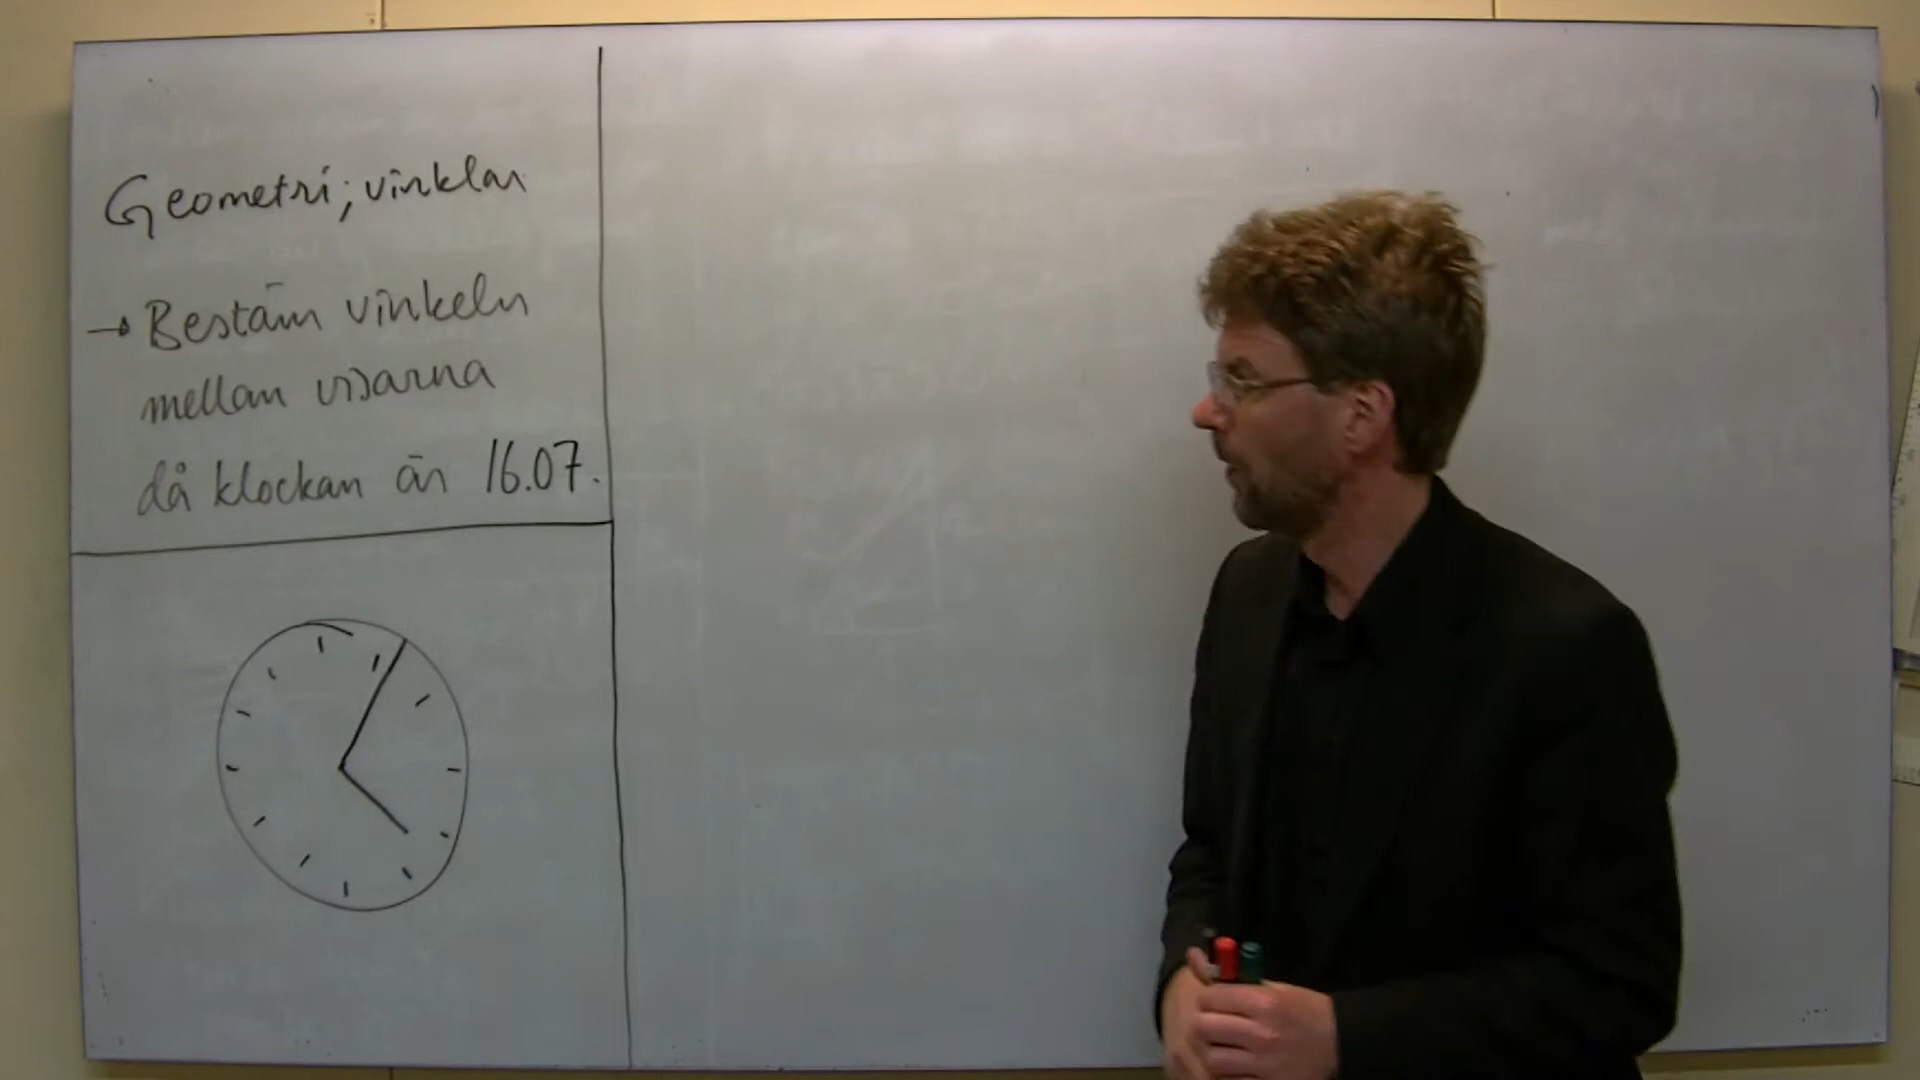 Geometri; vinklar
→ Bestäm vinkeln
mellan visarna
då klockan är 16.07.